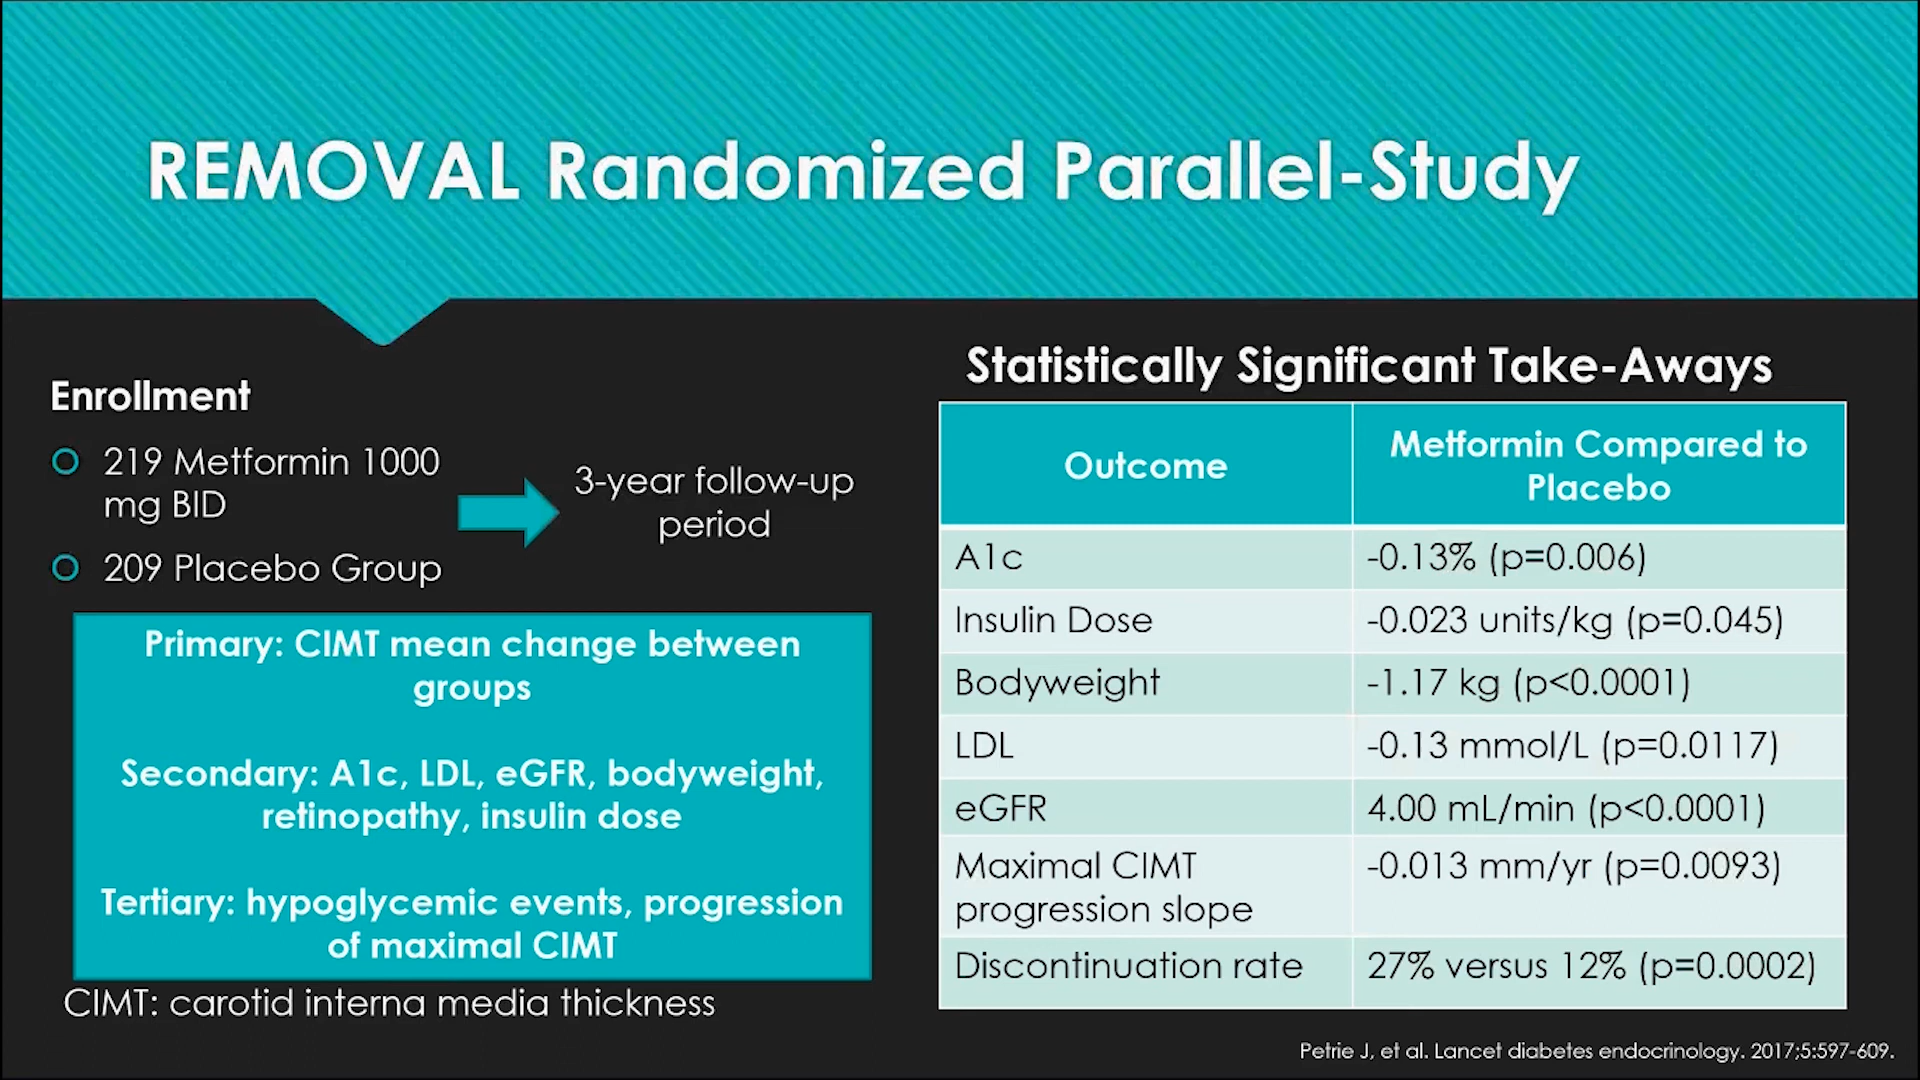 REMOVAL Randomized Parallel-Study
Enrollment
219 Metformin 1000
mg BID
209 Placebo Group
3-year follow-up
period
Primary: CIMT mean change between
groups
Secondary: A1c, LDL, eGFR, bodyweight,
retinopathy, insulin dose
Tertiary: hypoglycemic events, progression
of maximal CIMT
CIMT: carotid interna media thickness
Statistically Significant Take-Aways
Outcome
Metformin Compared to
Placebo
A1c
-0.13% (p=0.006)
Insulin Dose
-0.023 units/kg (p=0.045)
Bodyweight
-1.17 kg (p<0.0001)
LDL
-0.13 mmol/L (p=0.0117)
eGFR
4.00 mL/min (p<0.0001)
Maximal CIMT
progression slope
-0.013 mm/yr (p=0.0093)
Discontinuation rate
27% versus 12% (p=0.0002)
Petrie J, et al. Lancet diabetes endocrinology. 2017;5:597-609.